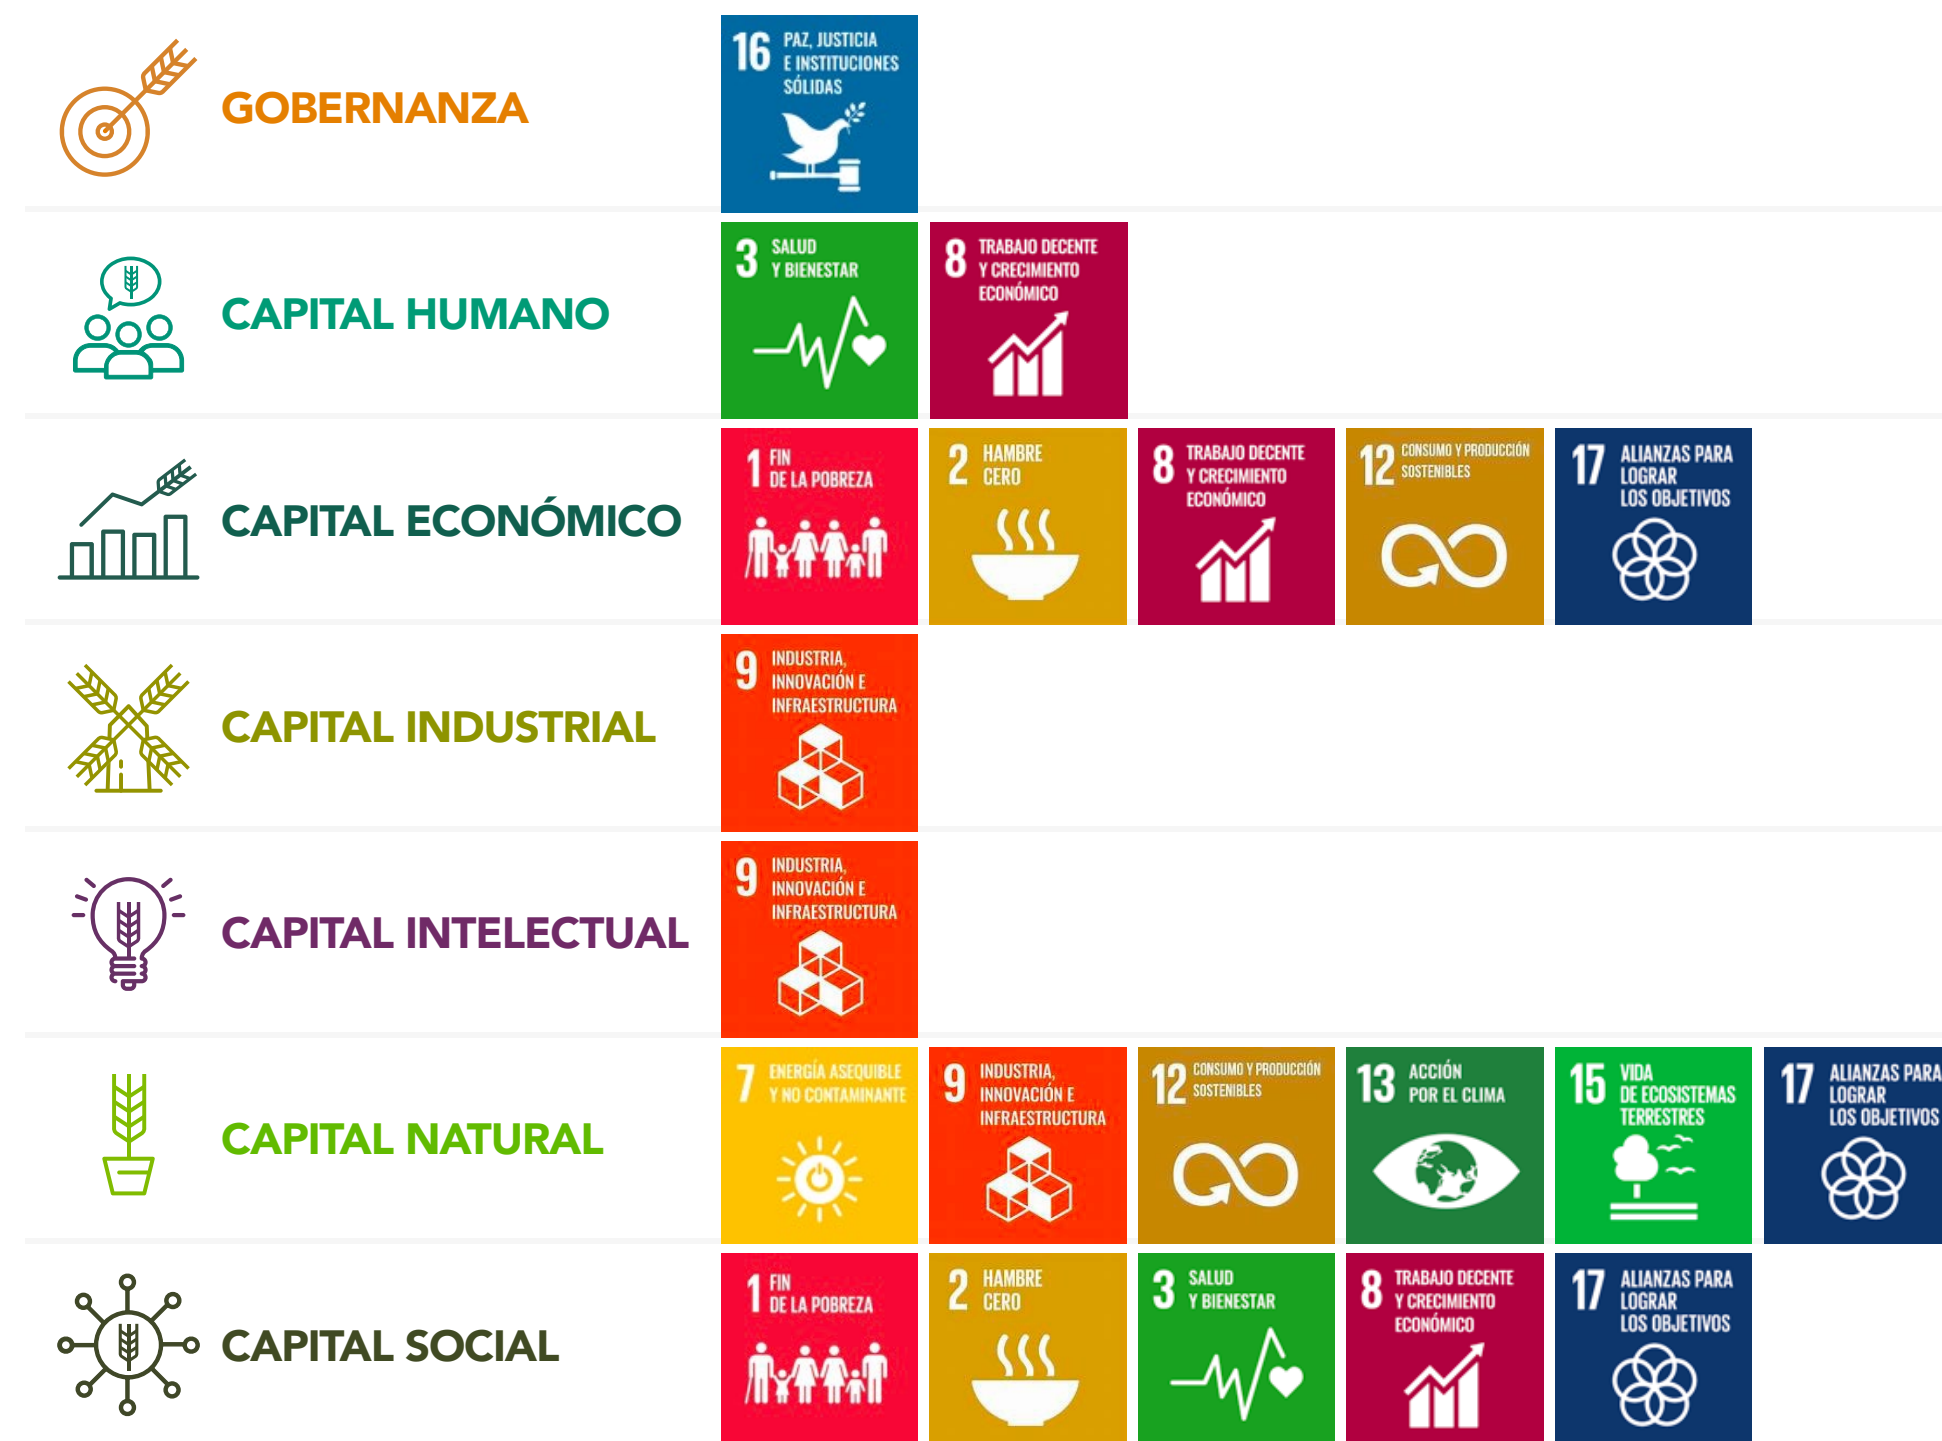 GOBERNANZA
16 PAZ, JUSTICIA
E INSTITUCIONES
SÓLIDAS
CAPITAL HUMANO
3 SALUD
Y BIENESTAR
8 TRABAJO DECENTE
Y CRECIMIENTO
ECONÓMICO
CAPITAL ECONÓMICO
1 FIN
DE LA POBREZA
2 HAMBRE
CERO
8 TRABAJO DECENTE
Y CRECIMIENTO
ECONÓMICO
12 CONSUMO Y PRODUCCIÓN
SOSTENIBLES
17 ALIANZAS PARA
LOGRAR
LOS OBJETIVOS
CAPITAL INDUSTRIAL
9 INDUSTRIA,
INNOVACIÓN E
INFRAESTRUCTURA
CAPITAL INTELECTUAL
9 INDUSTRIA,
INNOVACIÓN E
INFRAESTRUCTURA
CAPITAL NATURAL
7 ENERGÍA ASEQUIBLE
Y NO CONTAMINANTE
9 INDUSTRIA,
INNOVACIÓN E
INFRAESTRUCTURA
12 CONSUMO Y PRODUCCIÓN
SOSTENIBLES
13 ACCIÓN
POR EL CLIMA
15 VIDA
DE ECOSISTEMAS
TERRESTRES
17 ALIANZAS PARA
LOGRAR
LOS OBJETIVOS
CAPITAL SOCIAL
1 FIN
DE LA POBREZA
2 HAMBRE
CERO
3 SALUD
Y BIENESTAR
8 TRABAJO DECENTE
Y CRECIMIENTO
ECONÓMICO
17 ALIANZAS PARA
LOGRAR
LOS OBJETIVOS